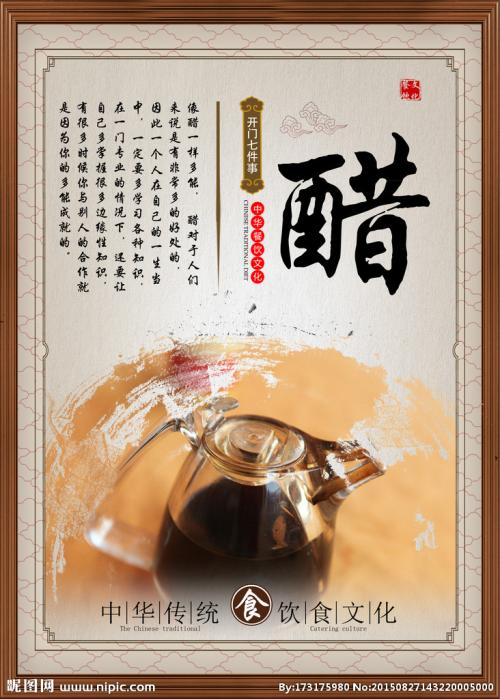 醋
文化
餐饮
开门七件事
中华餐饮文化
CHINESE TRADITIONAL DIET
像醋一样多能，醋对于人们
来说是有非常多的好处的，
因此一个人在自己的一生当
中，一定要多学习各种知识，
在一门专业的情况下，还要让
自己多掌握很多边缘性知识，
有很多时候你与别人的合作就
是因为你的多能成就的。
中华传统 食 饮食文化
The Chinese traditional Catering culture
昵图网 www.nipic.com By:173175980 No:20150827143220005000